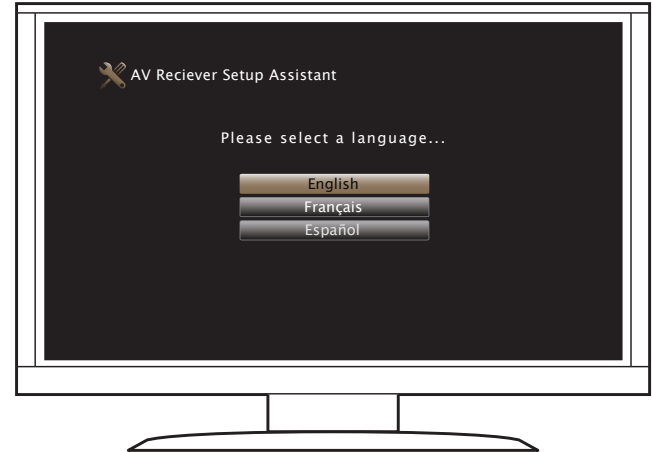 AV Reciever Setup Assistant
Please select a language...
English
Français
Español